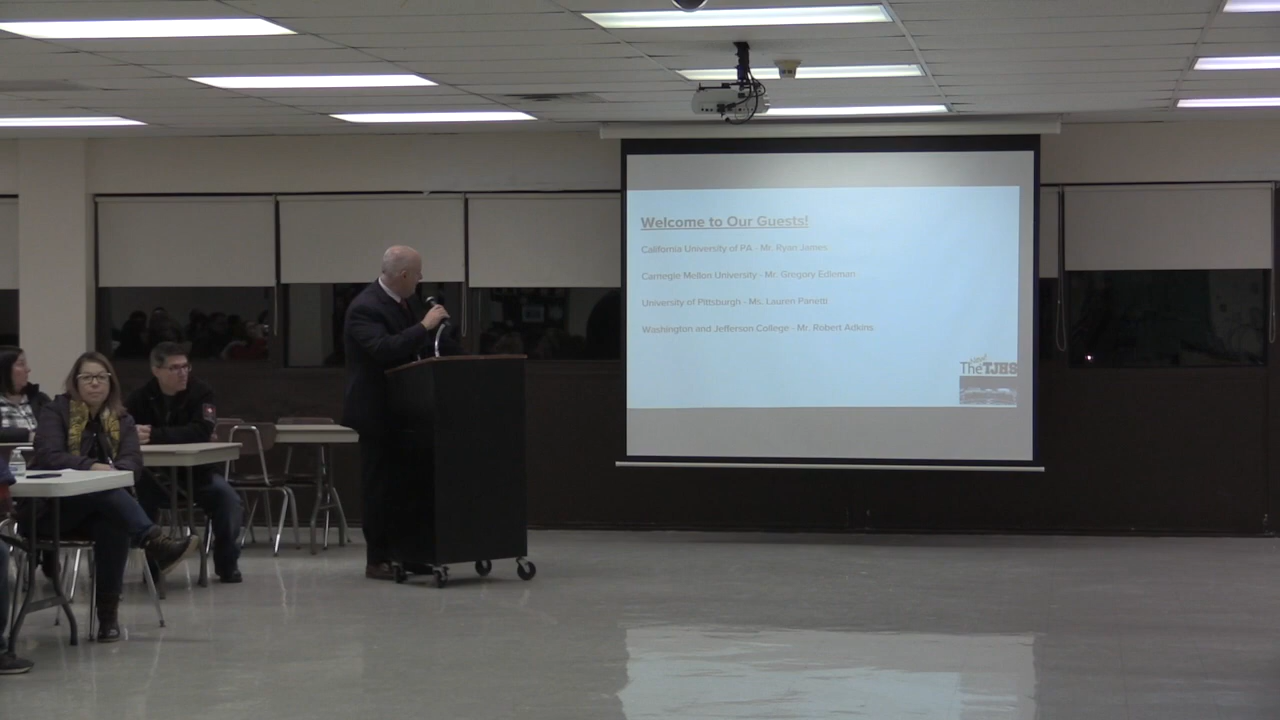 Welcome to Our Guests!
California University of PA - Mr. Ryan James
Carnegie Mellon University - Mr. Gregory Edleman
University of Pittsburgh - Ms. Lauren Panetti
Washington and Jefferson College - Mr. Robert Adkins
The TJHS